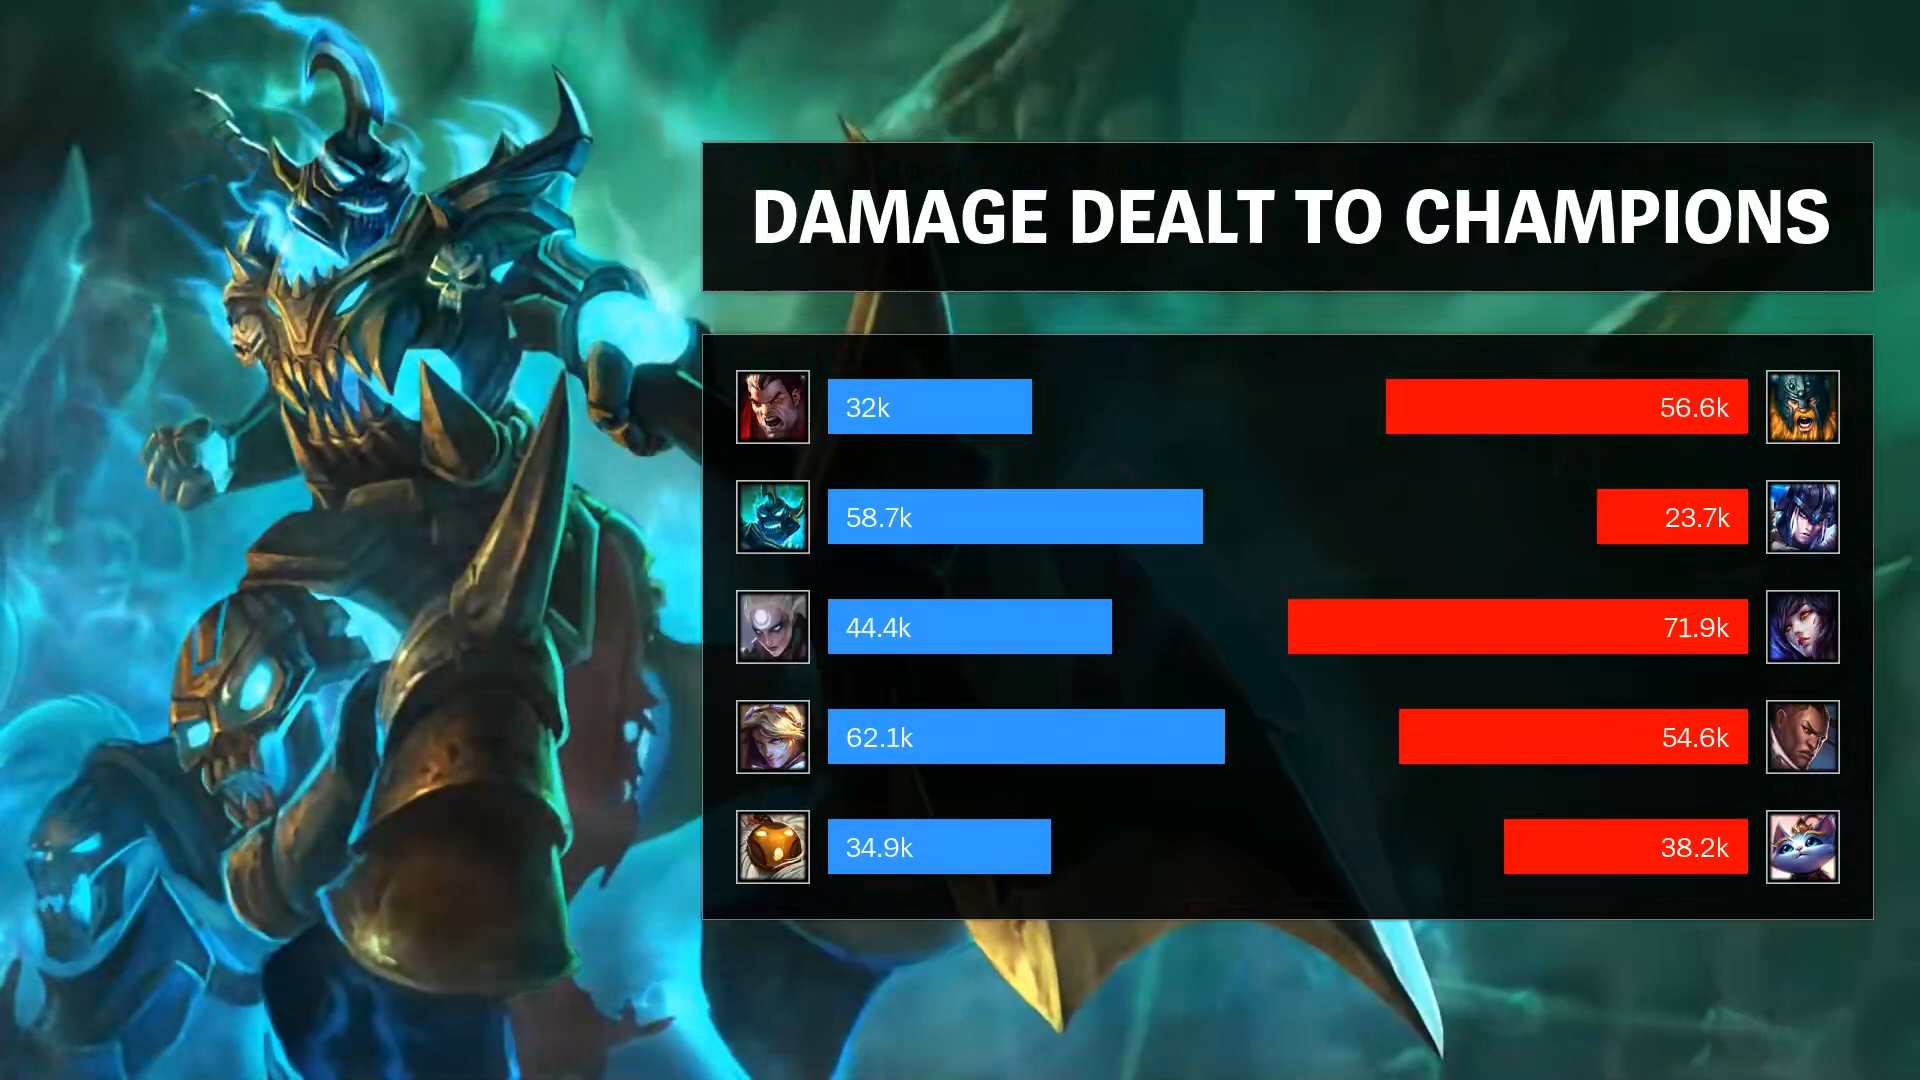 DAMAGE DEALT TO CHAMPIONS
32k 56.6k
58.7k 23.7k
44.4k 71.9k
62.1k 54.6k
34.9k 38.2k